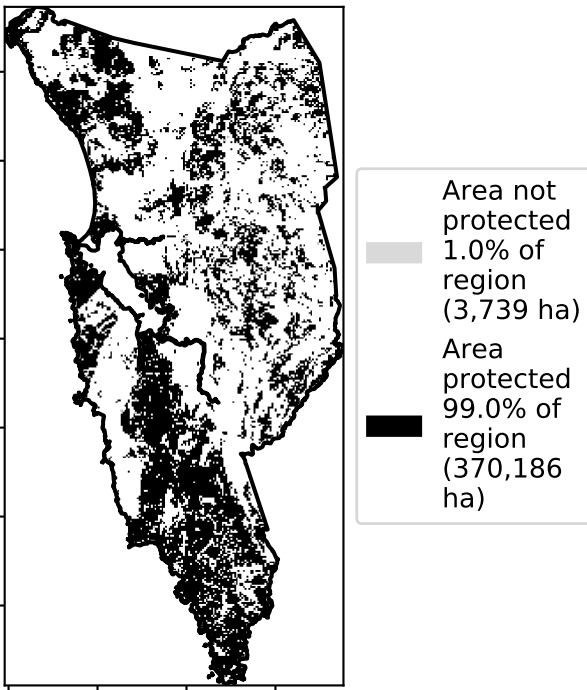 Area not
protected
1.0% of
region
(3,739 ha)
Area
protected
99.0% of
region
(370,186
ha)